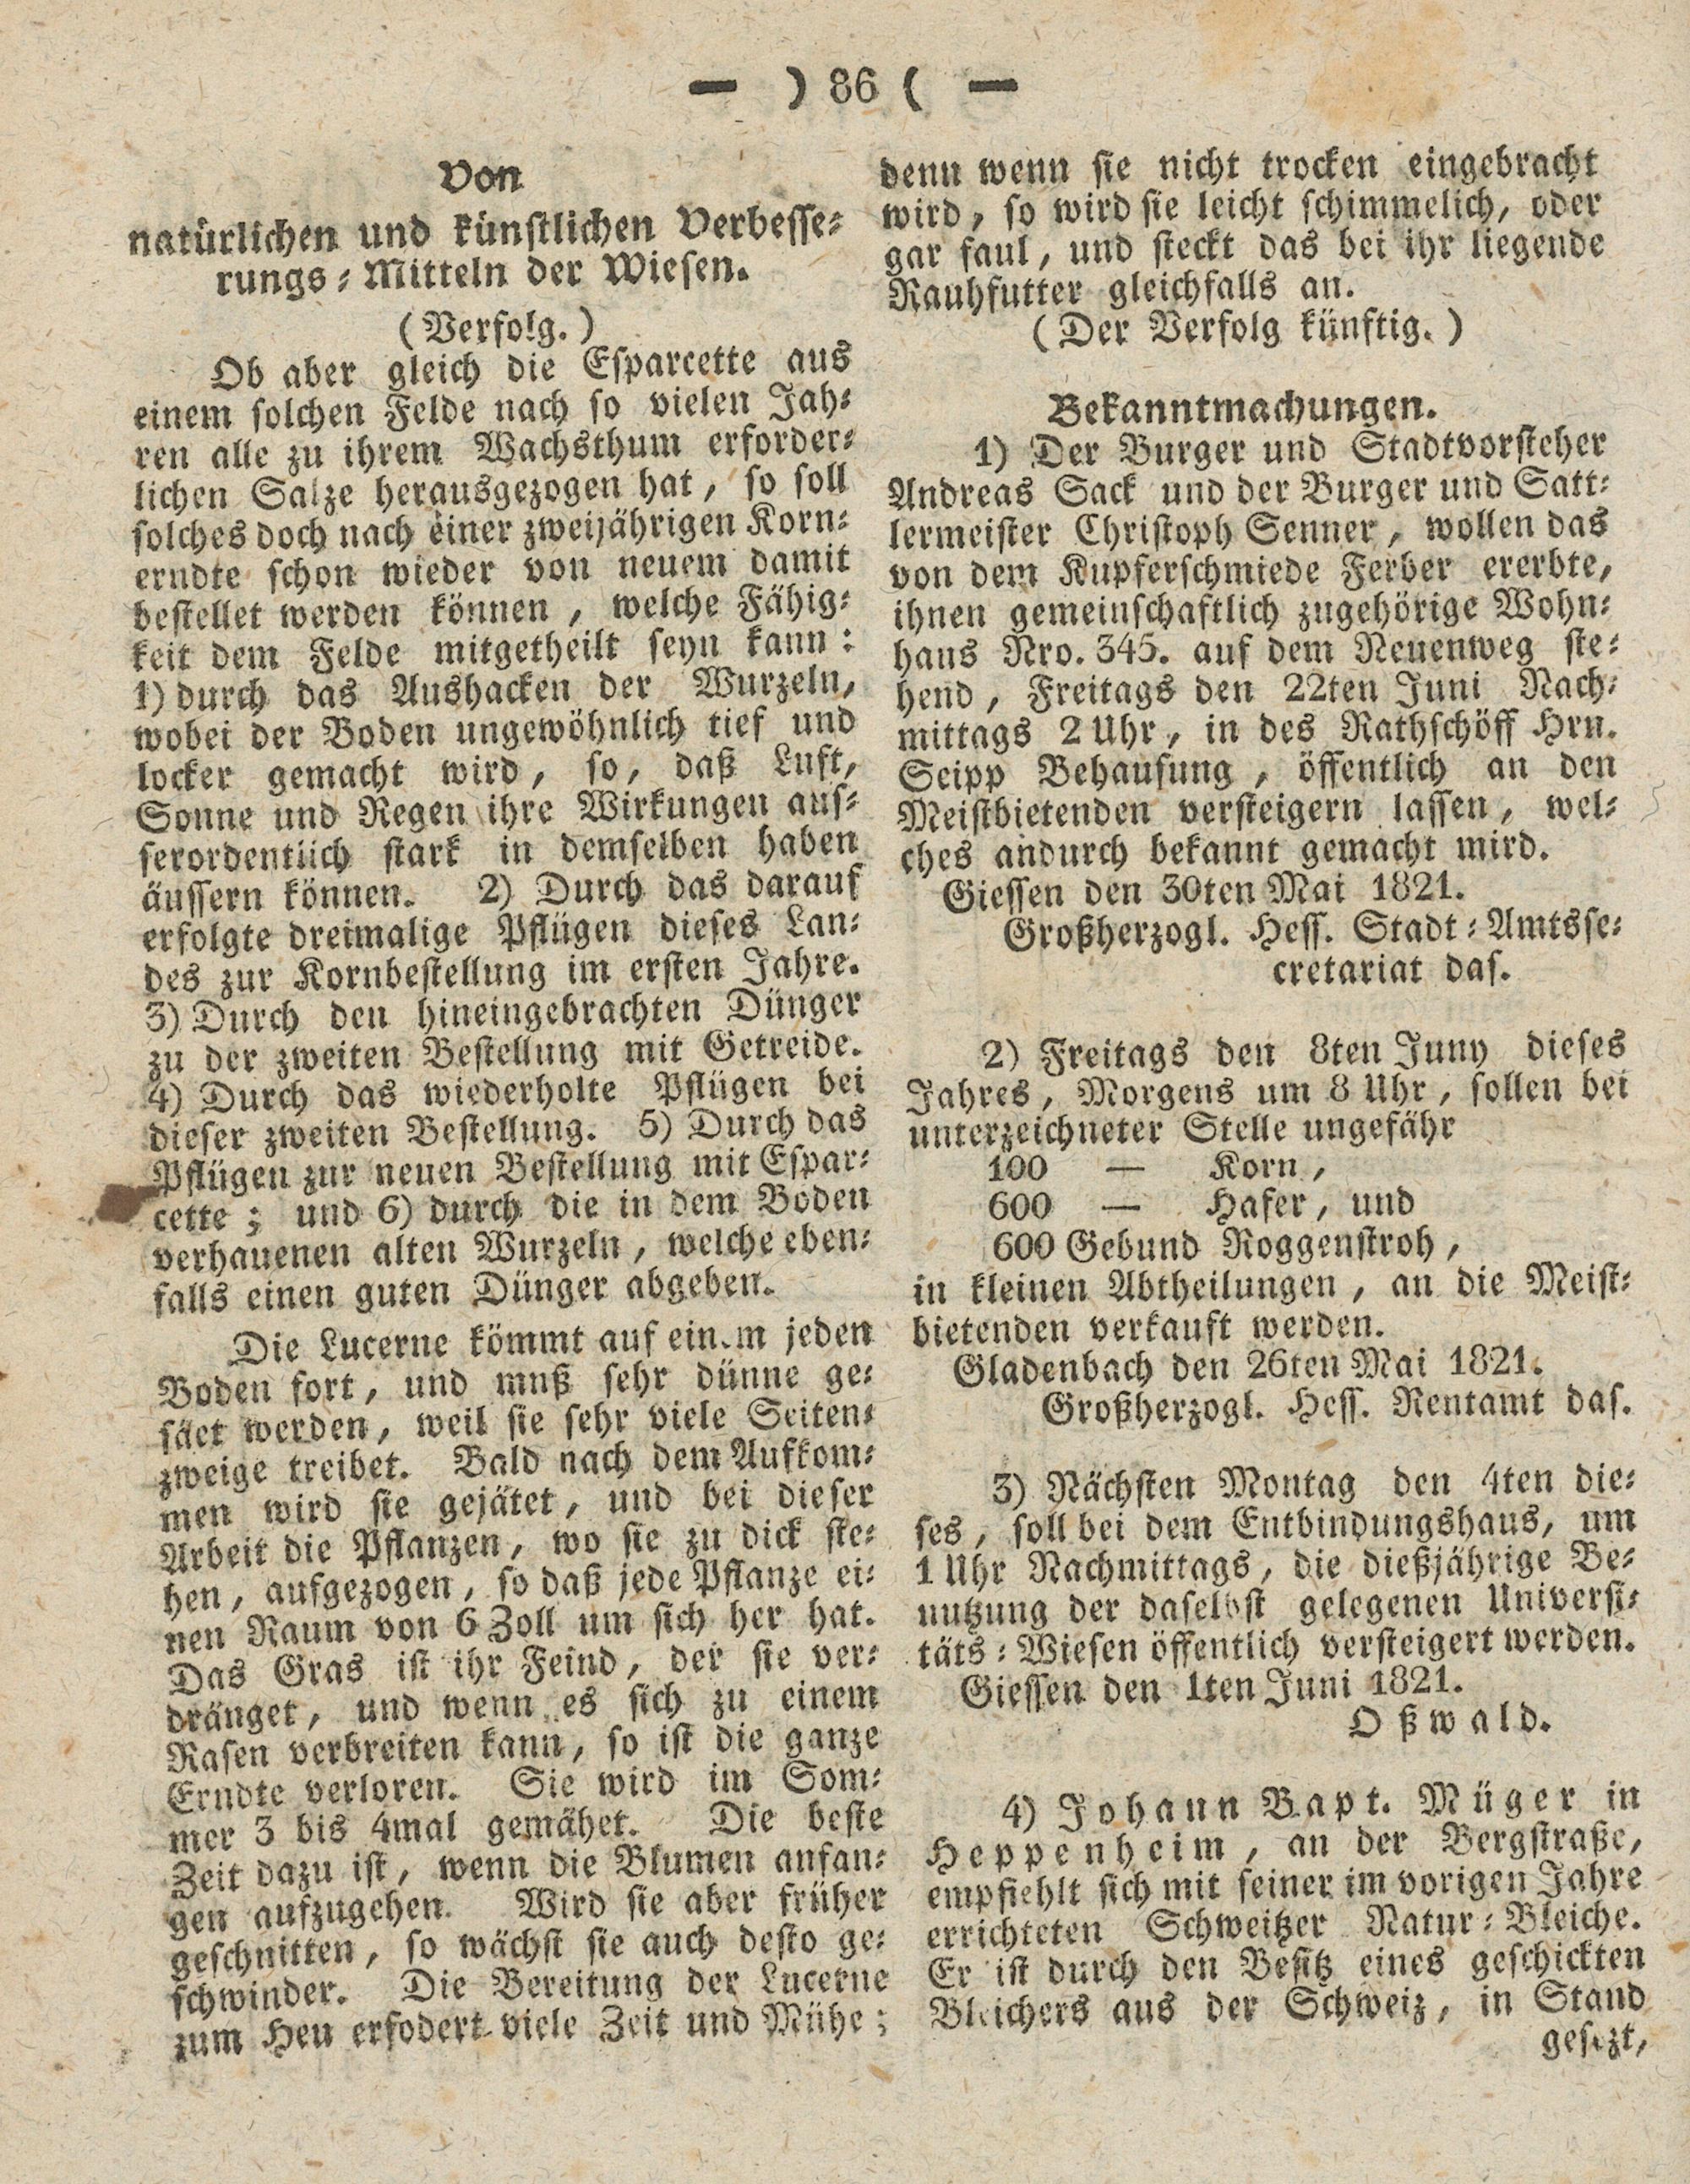 — ) 86 ( —
Von
natürlichen und künstlichen Verbesse-
rungs-Mitteln der Wiesen.
(Verfolg.)
Ob aber gleich die Esparcette aus
einem solchen Felde nach so vielen Jah-
ren alle zu ihrem Wachsthum erforder-
lichen Salze herausgezogen hat, so soll
solches doch nach einer zweijährigen Korn-
erndte schon wieder von neuem damit
bestellet werden können, welche Fähig-
keit dem Felde mitgetheilt seyn kann:
1) durch das Aushacken der Wurzeln,
wobei der Boden ungewöhnlich tief und
locker gemacht wird, so, daß Luft,
Sonne und Regen ihre Wirkungen aus-
serordentlich stark in demselben haben
äussern können. 2) Durch das darauf
erfolgte dreimalige Pflügen dieses Lan-
des zur Kornbestellung im ersten Jahre.
3) Durch den hineingebrachten Dünger
zu der zweiten Bestellung mit Getreide.
4) Durch das wiederholte Pflügen bei
dieser zweiten Bestellung. 5) Durch das
Pflügen zur neuen Bestellung mit Espar-
cette; und 6) durch die in dem Boden
verhauenen alten Wurzeln, welche eben-
falls einen guten Dünger abgeben.
Die Lucerne kömmt auf einem jeden
Boden fort, und muß sehr dünne ge-
säet werden, weil sie sehr viele Seiten-
zweige treibet. Bald nach dem Aufkom-
men wird sie gejätet, und bei dieser
Arbeit die Pflanzen, wo sie zu dick ste-
hen, aufgezogen, so daß jede Pflanze ei-
nen Raum von 6 Zoll um sich her hat.
Das Gras ist ihr Feind, der sie ver-
dränget, und wenn es sich zu einem
Rasen verbreiten kann, so ist die ganze
Erndte verloren. Sie wird im Som-
mer 3 bis 4mal gemähet. Die beste
Zeit dazu ist, wenn die Blumen anfan-
gen aufzugehen. Wird sie aber früher
geschnitten, so wächst sie auch desto ge-
schwinder. Die Bereitung der Lucerne
zum Heu erfodert viele Zeit und Mühe;
denn wenn sie nicht trocken eingebracht
wird, so wird sie leicht schimmelich, oder
gar faul, und steckt das bei ihr liegende
Rauhfutter gleichfalls an.
(Der Verfolg künftig.)
Bekanntmachungen.
1) Der Burger und Stadtvorsteher
Andreas Sack und der Burger und Satt-
lermeister Christoph Senner, wollen das
von dem Kupferschmiede Ferber ererbte,
ihnen gemeinschaftlich zugehörige Wohn-
haus Nro. 345. auf dem Neuenweg ste-
hend, Freitags den 22ten Juni Nach-
mittags 2 Uhr, in des Rathschöff Hrn.
Seipp Behausung, öffentlich an den
Meistbietenden versteigern lassen, wel-
ches andurch bekannt gemacht mird.
Giessen den 30ten Mai 1821.
Großherzogl. Hess. Stadt-Amtsse-
cretariat das.
2) Freitags den 8ten Juny dieses
Jahres, Morgens um 8 Uhr, sollen bei
unterzeichneter Stelle ungefähr
100 — Korn,
600 — Hafer, und
600 Gebund Roggenstroh,
in kleinen Abtheilungen, an die Meist-
bietenden verkauft werden.
Gladenbach den 26ten Mai 1821.
Großherzogl. Hess. Rentamt das.
3) Nächsten Montag den 4ten die-
ses, soll bei dem Entbindungshaus, um
1 Uhr Nachmittags, die dießjährige Be-
nutzung der daselbst gelegenen Universi-
täts-Wiesen öffentlich versteigert werden.
Giessen den 1ten Juni 1821.
Oßwald.
4) Johann Bapt. Müger in
Heppenheim, an der Bergstraße,
empfiehlt sich mit seiner im vorigen Jahre
errichteten Schweitzer Natur-Bleiche.
Er ist durch den Besitz eines geschickten
Bleichers aus der Schweiz, in Stand
gesezt,